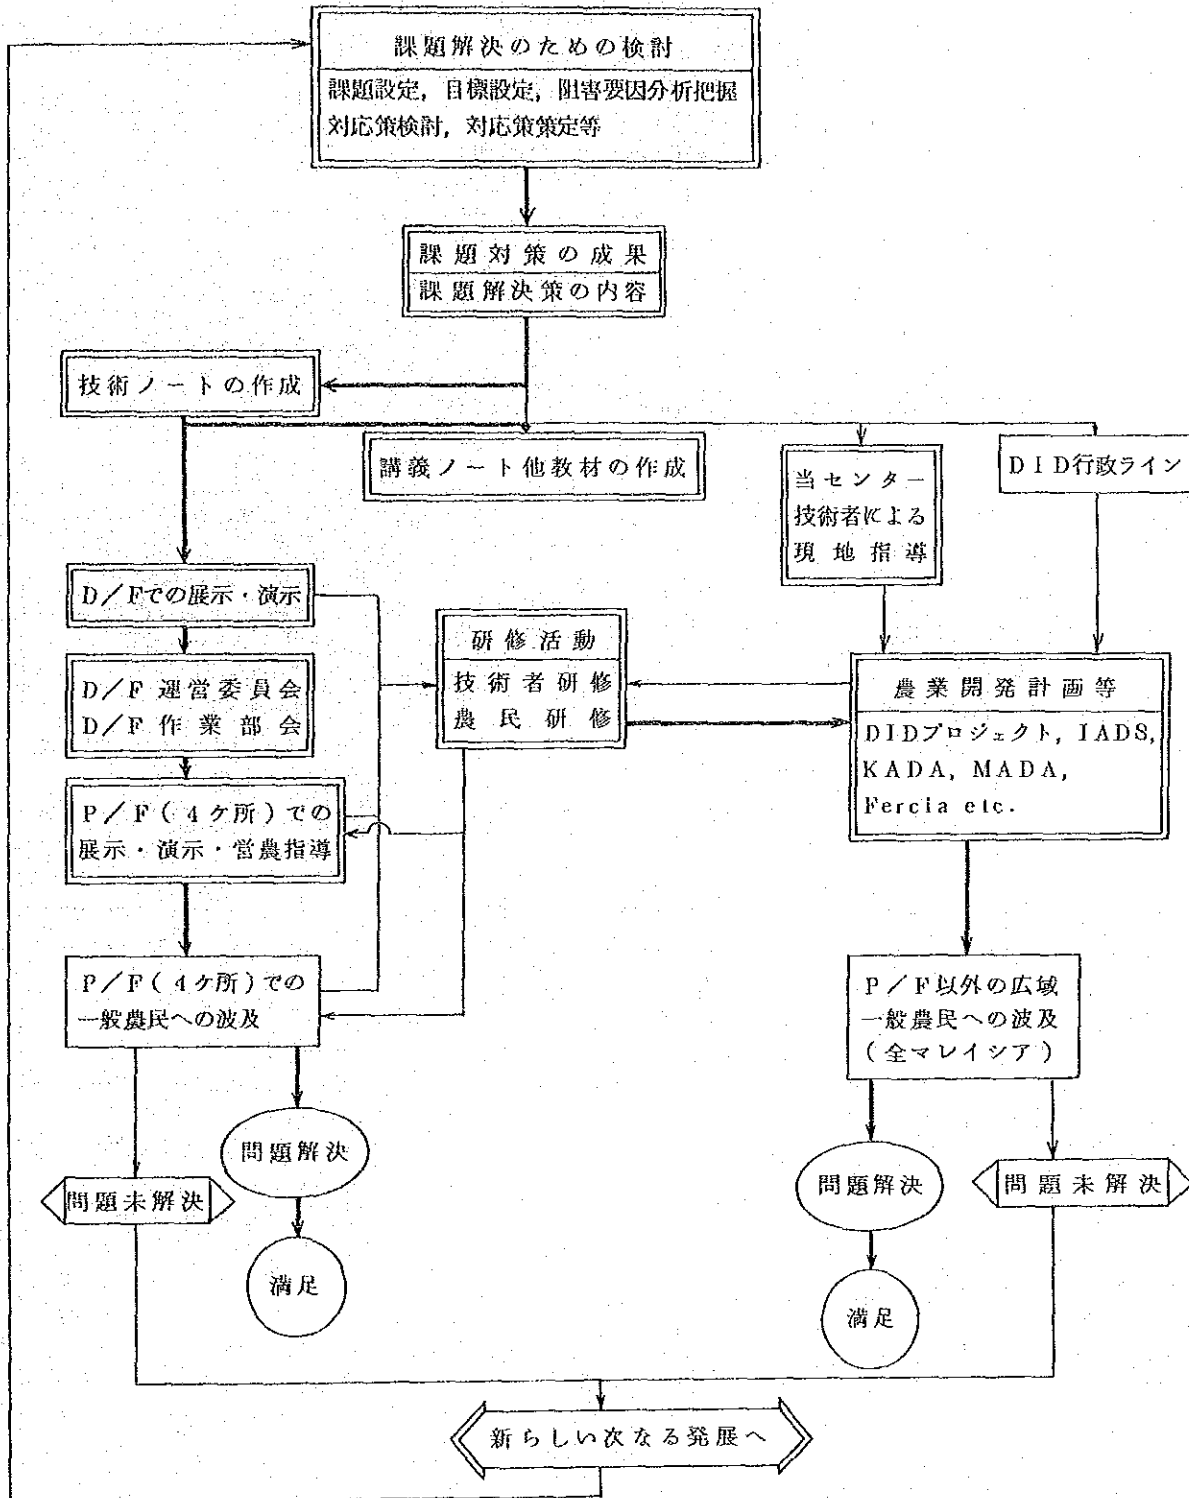 課題解決のための検討
課題設定，目標設定，阻害要因分析把握
対応策検討，対応策策定等
課題対策の成果
課題解決策の内容
技術ノートの作成
講義ノート他教材の作成
当センター
技術者による
現地指導
DID行政ライン
D／Fでの展示・演示
D／F運営委員会
D／F作業部会
P／F（4ケ所）での
展示・演示・営農指導
P／F（4ケ所）での
一般農民への波及
研修活動
技術者研修
農民研修
農業開発計画等
DIDプロジェクト，IADS，
KADA，MADA，
Fercia etc.
P／F以外の広域
一般農民への波及
（全マレイシア）
問題解決
問題未解決
満足
問題解決
問題未解決
満足
新らしい次なる発展へ